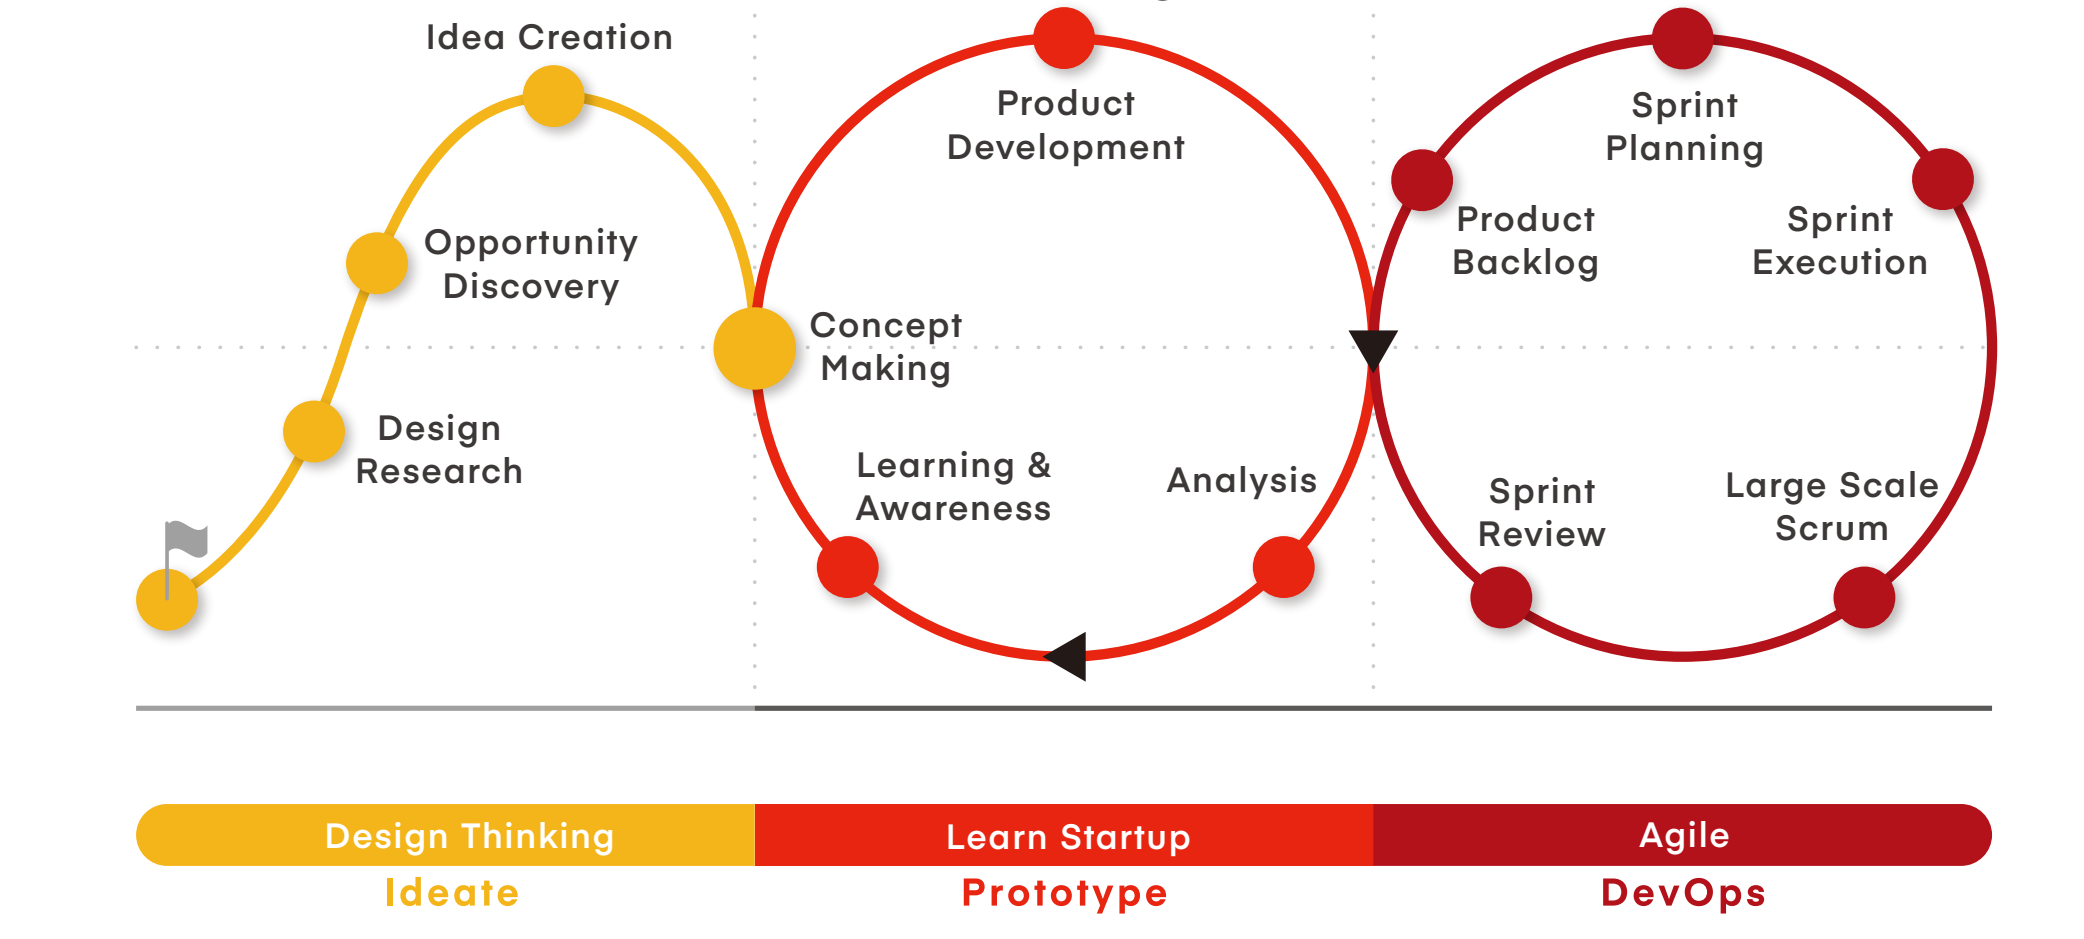 Idea Creation
Opportunity
Discovery
Design
Research
Concept
Making
Product
Development
Learning &
Awareness
Analysis
Sprint
Planning
Product
Backlog
Sprint
Execution
Sprint
Review
Large Scale
Scrum
Design Thinking
Learn Startup
Agile
Ideate
Prototype
DevOps